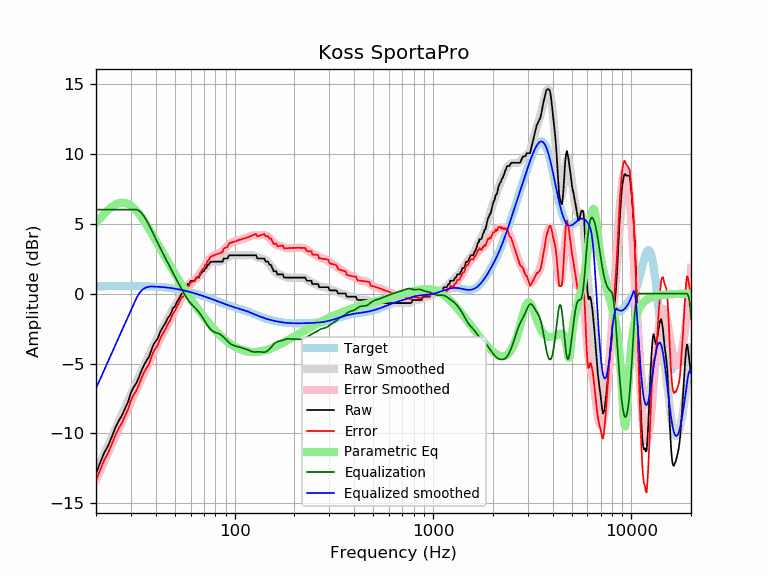 Koss SportaPro
15
10
5
0
−5
−10
−15
Amplitude (dBr)
Target
Raw Smoothed
Error Smoothed
Raw
Error
Parametric Eq
Equalization
Equalized smoothed
100
1000
10000
Frequency (Hz)